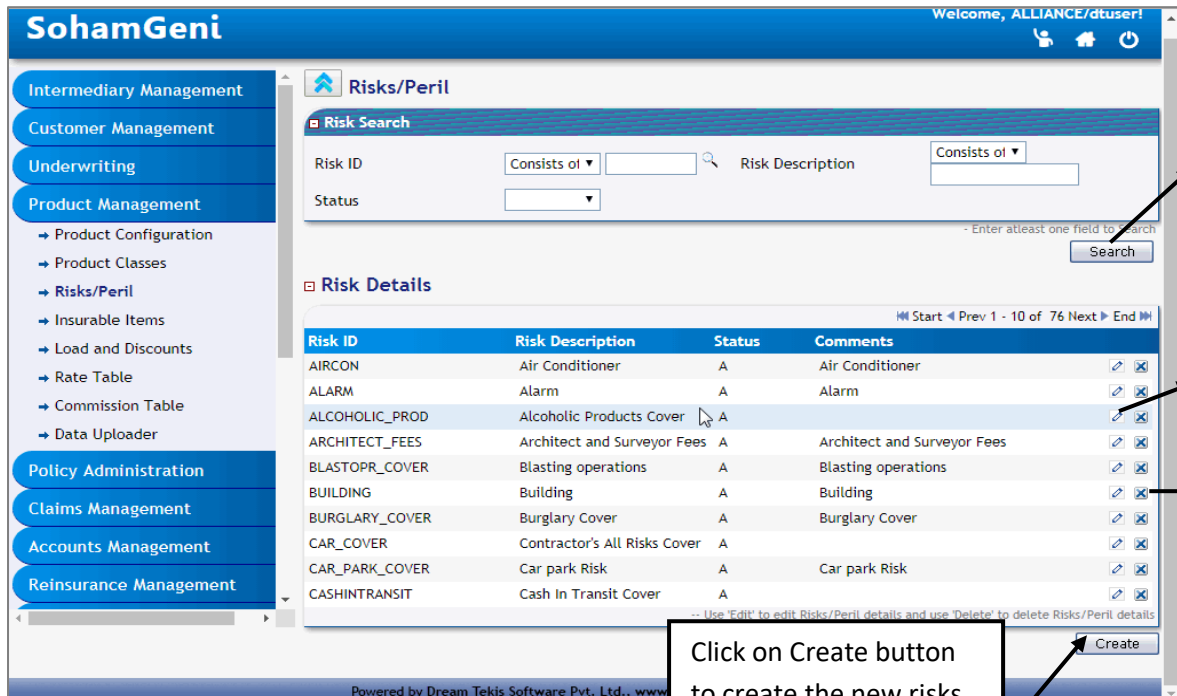 SohamGeni
Welcome, ALLIANCE/dtuser!
Intermediary Management
Customer Management
Underwriting
Product Management
Product Configuration
Product Classes
Risks/Peril
Insurable Items
Load and Discounts
Rate Table
Commission Table
Data Uploader
Policy Administration
Claims Management
Accounts Management
Reinsurance Management
Risks/Peril
Risk Search
Risk ID Consists of Risk Description Consists of
Status
- Enter atleast one field to Search
Search
Risk Details
Start Prev 1 - 10 of 76 Next End
Risk ID Risk Description Status Comments
AIRCON Air Conditioner A Air Conditioner
ALARM Alarm A Alarm
ALCOHOLIC_PROD Alcoholic Products Cover A
ARCHITECT_FEES Architect and Surveyor Fees A Architect and Surveyor Fees
BLASTOPR_COVER Blasting operations A Blasting operations
BUILDING Building A Building
BURGLARY_COVER Burglary Cover A Burglary Cover
CAR_COVER Contractor's All Risks Cover A
CAR_PARK_COVER Car park Risk A Car park Risk
CASHINTRANSIT Cash In Transit Cover A
-- Use 'Edit' to edit Risks/Peril details and use 'Delete' to delete Risks/Peril details
Create
Click on Create button
to create the new risks
Powered by Dream Tekis Software Pvt. Ltd., www